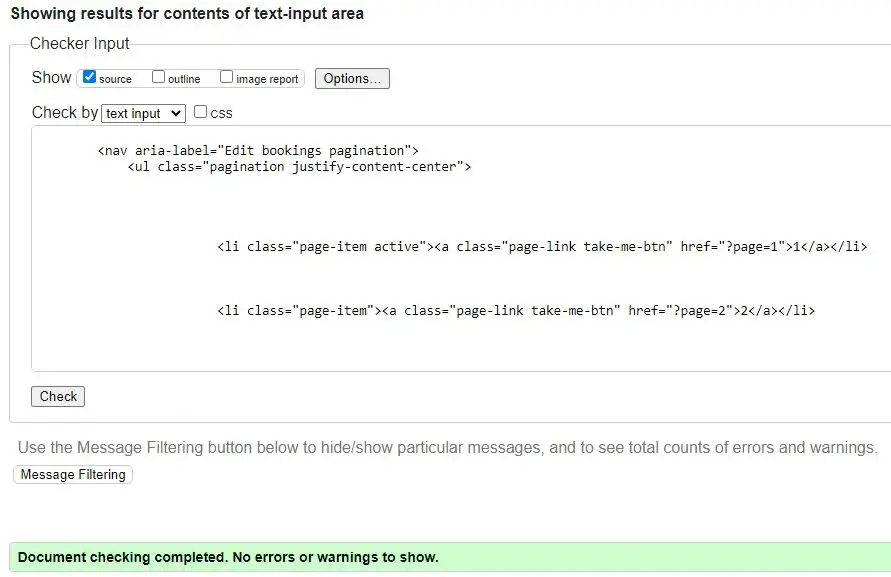 Showing results for contents of text-input area
Checker Input
Show source outline image report Options...
Check by text input css
<nav aria-label="Edit bookings pagination">
<ul class="pagination justify-content-center">
<li class="page-item active"><a class="page-link take-me-btn" href="?page=1">1</a></li>
<li class="page-item"><a class="page-link take-me-btn" href="?page=2">2</a></li>
Check
Use the Message Filtering button below to hide/show particular messages, and to see total counts of errors and warnings.
Message Filtering
Document checking completed. No errors or warnings to show.